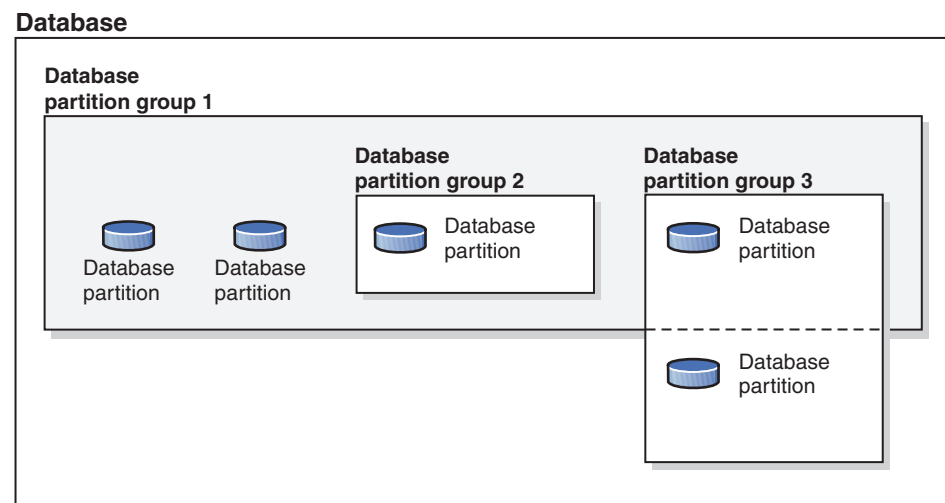 Database
Database
partition group 1
Database
partition group 2
Database
partition group 3
Database
partition
Database
partition
Database
partition
Database
partition
Database
partition